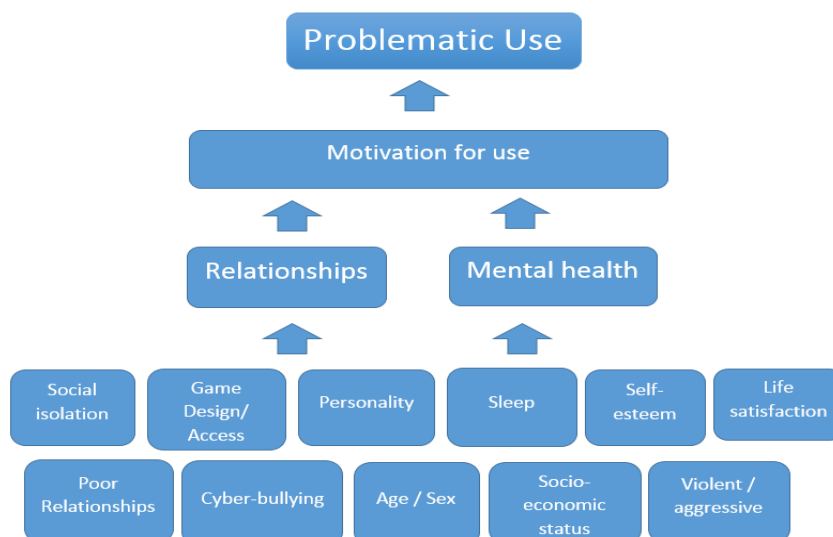 Problematic Use
Motivation for use
Relationships
Mental health
Social
isolation
Game
Design/
Access
Personality
Sleep
Self-
esteem
Life
satisfaction
Poor
Relationships
Cyber-bullying
Age / Sex
Socio-
economic
status
Violent /
aggressive